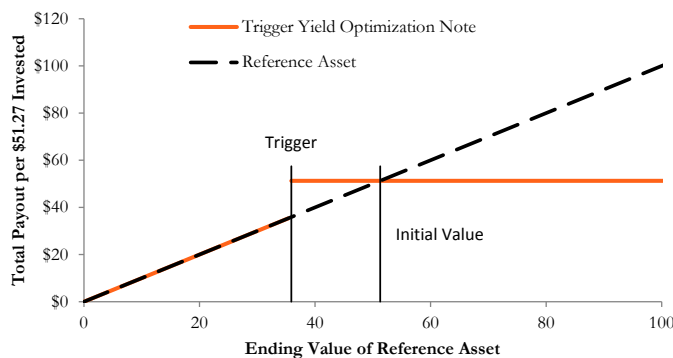 Total Payout per $51.27 Invested
$120
$100
$80
$60
$40
$20
$0
Trigger Yield Optimization Note
Reference Asset
Trigger
Initial Value
0
20
40
60
80
100
Ending Value of Reference Asset